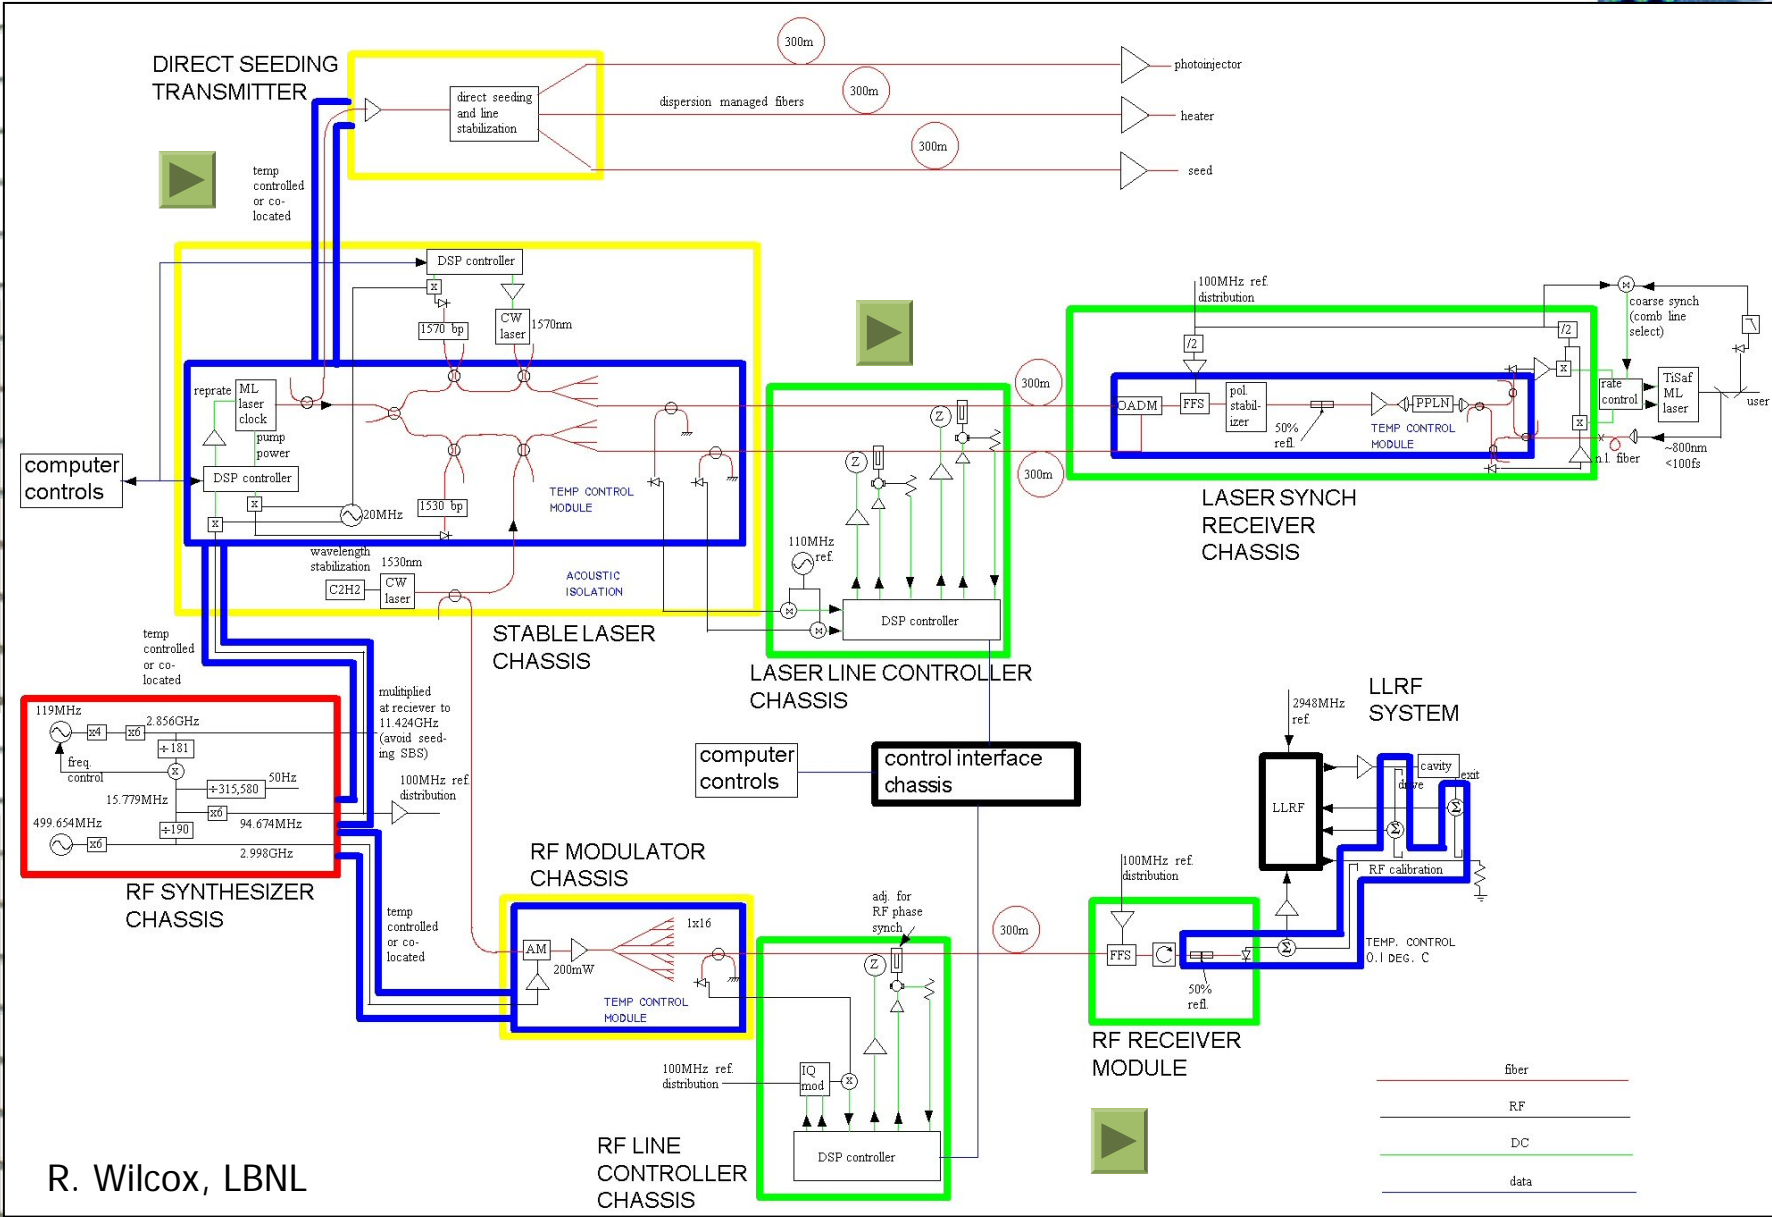 DIRECT SEEDING
TRANSMITTER
direct seeding
and line
stabilization
300m
300m
300m
dispersion managed fibers
photoinjector
heater
seed
temp
controlled
or co-
located
DSP controller
x
1570 bp
CW
laser
1570nm
reprate
ML
laser
clock
pump
power
DSP controller
x
x
20MHz
1530 bp
TEMP CONTROL
MODULE
computer
controls
wavelength
stabilization
1530nm
C2H2
CW
laser
ACOUSTIC
ISOLATION
STABLE LASER
CHASSIS
Z
Z
110MHz
ref.
DSP controller
LASER LINE CONTROLLER
CHASSIS
300m
300m
100MHz ref.
distribution
/2
/2
OADM
FFS
pol.
stabil-
izer
50%
refl.
PPLN
TEMP CONTROL
MODULE
x
x
coarse synch
(comb line
select)
rate
control
TiSaf
ML
laser
user
n.l. fiber
~800nm
<100fs
LASER SYNCH
RECEIVER
CHASSIS
temp
controlled
or co-
located
mulitiplied
at reciever to
11.424GHz
(avoid seed-
ing SBS)
119MHz
x4
x6
2.856GHz
÷181
freq.
control
x
15.779MHz
÷315,580
50Hz
x6
94.674MHz
100MHz ref.
distribution
499.654MHz
x6
÷190
2.998GHz
RF SYNTHESIZER
CHASSIS
computer
controls
control interface
chassis
LLRF
SYSTEM
2948MHz
ref.
LLRF
cavity
drive
exit
Σ
Σ
RF calibration
Σ
TEMP. CONTROL
0.1 DEG. C
RF MODULATOR
CHASSIS
temp
controlled
or co-
located
AM
200mW
1x16
TEMP CONTROL
MODULE
adj. for
RF phase
synch
Z
300m
100MHz ref.
distribution
FFS
50%
refl.
RF RECEIVER
MODULE
100MHz ref.
distribution
IQ
mod
x
DSP controller
RF LINE
CONTROLLER
CHASSIS
fiber
RF
DC
data
R. Wilcox, LBNL